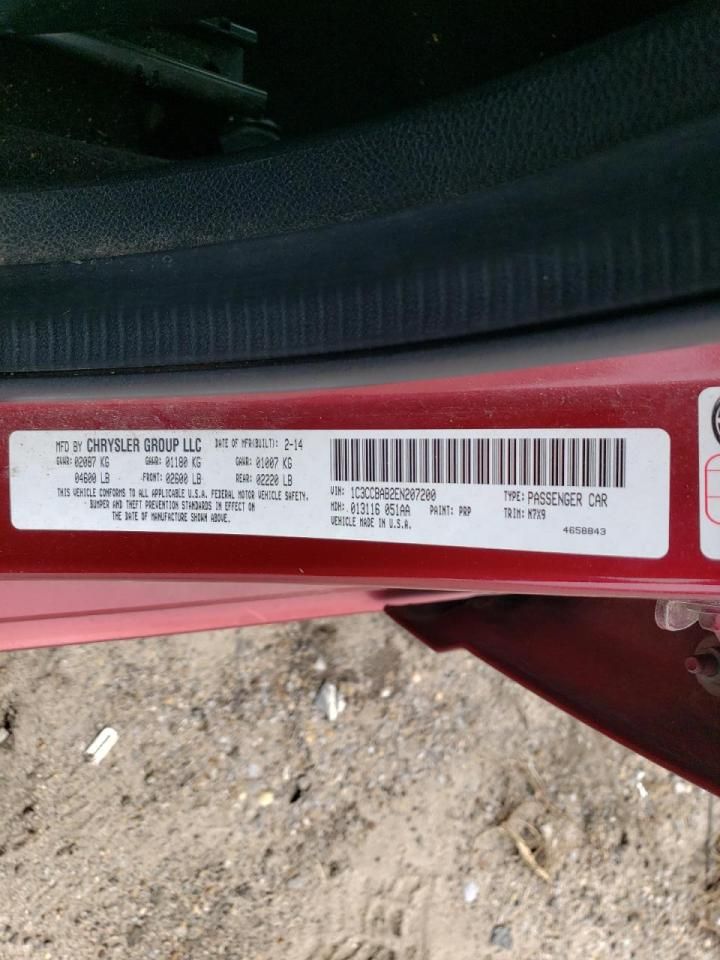 MFD BY CHRYSLER GROUP LLC DATE OF MFR(BUILT): 2-14
GVWR: 02087 KG GAWR: 01180 KG GAWR: 01007 KG
04600 LB FRONT: 02600 LB REAR: 02220 LB
THIS VEHICLE CONFORMS TO ALL APPLICABLE U.S.A. FEDERAL MOTOR VEHICLE SAFETY,
BUMPER AND THEFT PREVENTION STANDARDS IN EFFECT ON
THE DATE OF MANUFACTURE SHOWN ABOVE.
VIN: 1C3CCBAB2EN207200 TYPE: PASSENGER CAR
MDH: 013116 051AA PAINT: PRP TRIM: N7X9
VEHICLE MADE IN U.S.A. 4658843